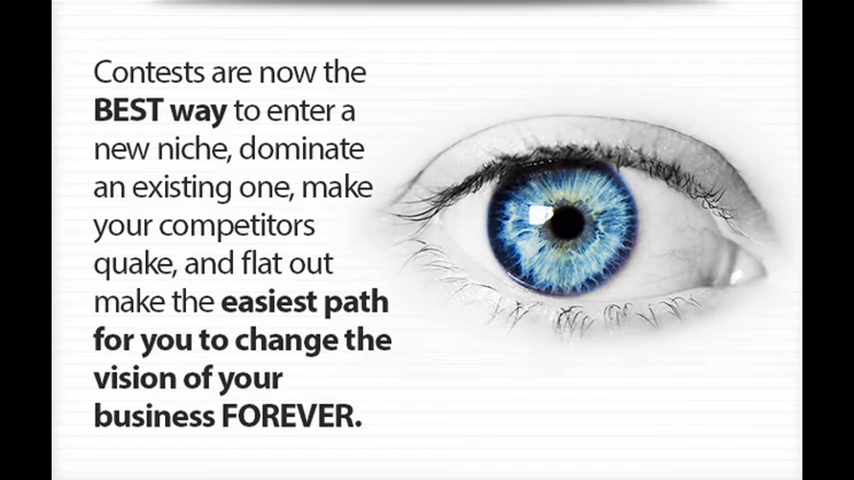 Contests are now the
BEST way to enter a
new niche, dominate
an existing one, make
your competitors
quake, and flat out
make the easiest path
for you to change the
vision of your
business FOREVER.